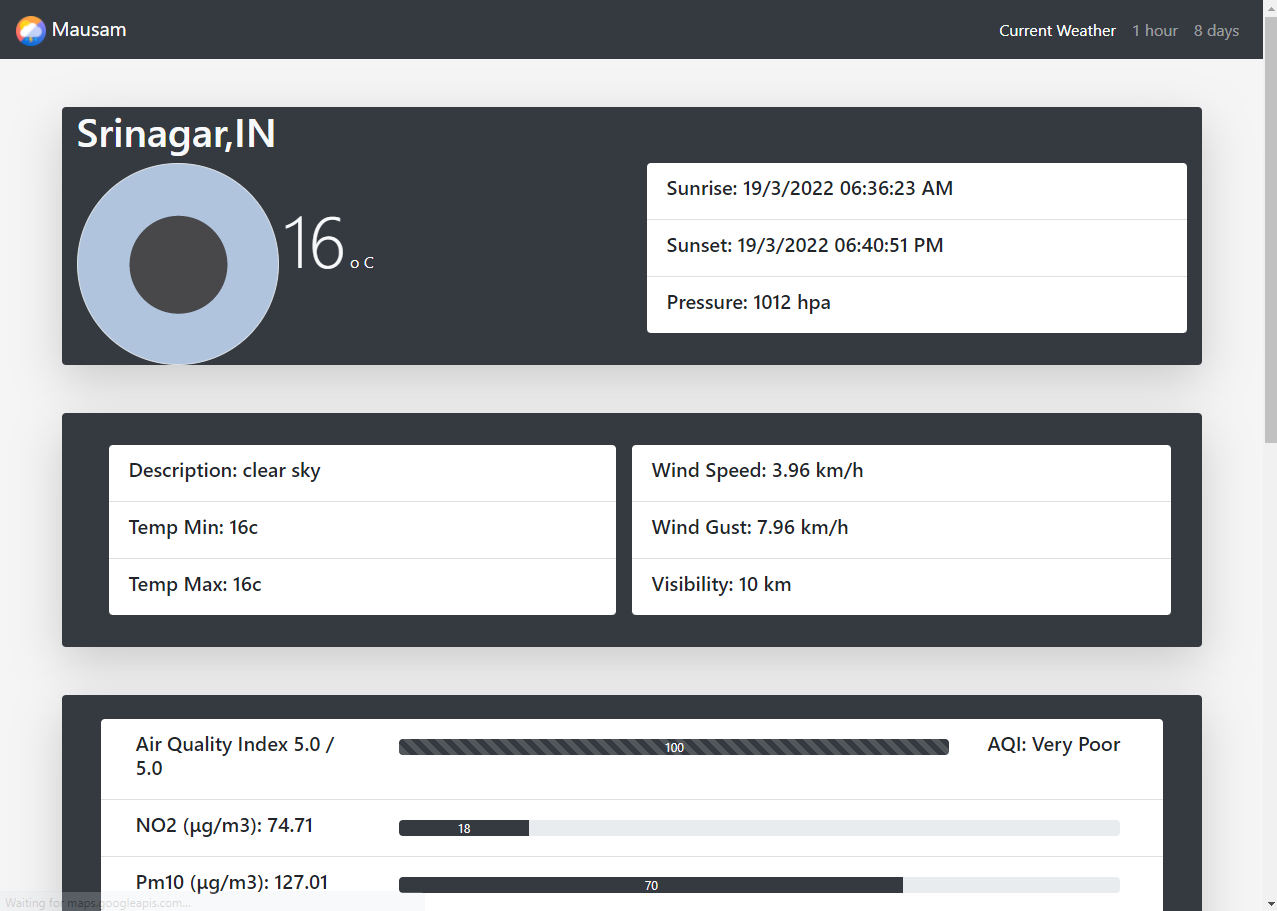 Mausam
Current Weather 1 hour 8 days
Srinagar,IN
16 o C
Sunrise: 19/3/2022 06:36:23 AM
Sunset: 19/3/2022 06:40:51 PM
Pressure: 1012 hpa
Description: clear sky
Temp Min: 16c
Temp Max: 16c
Wind Speed: 3.96 km/h
Wind Gust: 7.96 km/h
Visibility: 10 km
Air Quality Index 5.0 /
5.0
100
AQI: Very Poor
NO2 (μg/m3): 74.71
18
Pm10 (μg/m3): 127.01
70
Waiting for maps.googleapis.com...